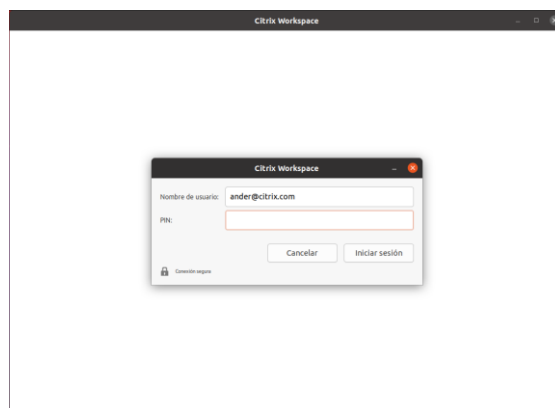 Citrix Workspace
Citrix Workspace
Nombre de usuario: ander@citrix.com
PIN:
Cancelar Iniciar sesión
Conexión segura